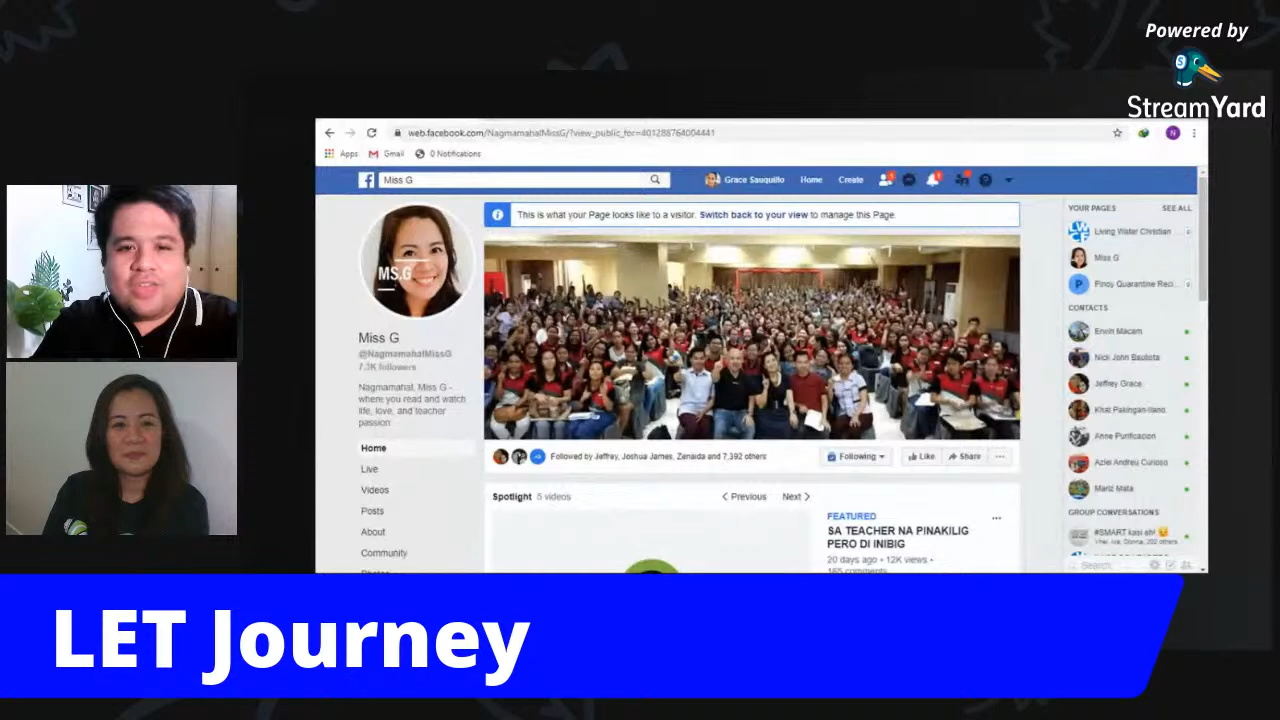 Powered by
StreamYard
web.facebook.com/NagmamahalMissG/?view_public_for=401288764004441
Apps
Gmail
0 Notifications
Miss G
Grace Sauquillo
Home
Create
This is what your Page looks like to a visitor. Switch back to your view to manage this Page.
MS.G
Miss G
@NagmamahalMissG
7.3K followers
Nagmamahal, Miss G -
where you read and watch
life, love, and teacher
passion.
Home
Live
Videos
Posts
About
Community
Followed by Jeffrey, Joshua James, Zenaida and 7,392 others
Following
Like
Share
Spotlight 5 videos
Previous
Next
FEATURED
SA TEACHER NA PINAKILIG
PERO DI INIBIG
20 days ago • 12K views •
165 comments
YOUR PAGES
SEE ALL
Living Water Christian ...
Miss G
P
Pinoy Quarantine Reci...
CONTACTS
Erwin Macam
Nick John Bautista
Jeffrey Grace
Khat Pakingan-Ilano
Anne Purificacion
Aziel Andreu Curioso
Mariz Mata
GROUP CONVERSATIONS
#SMART kasi eh!
Search
LET Journey